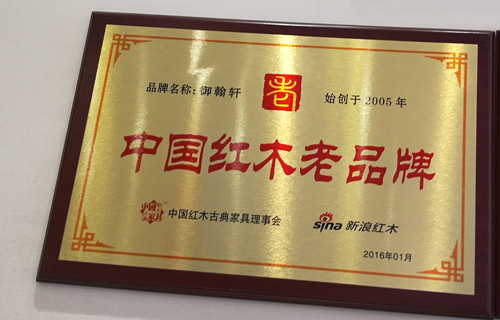 品牌名称：御翰轩
老
始创于2005年
中国红木老品牌
中国红木古典家具理事会
sina 新浪红木
2016年01月